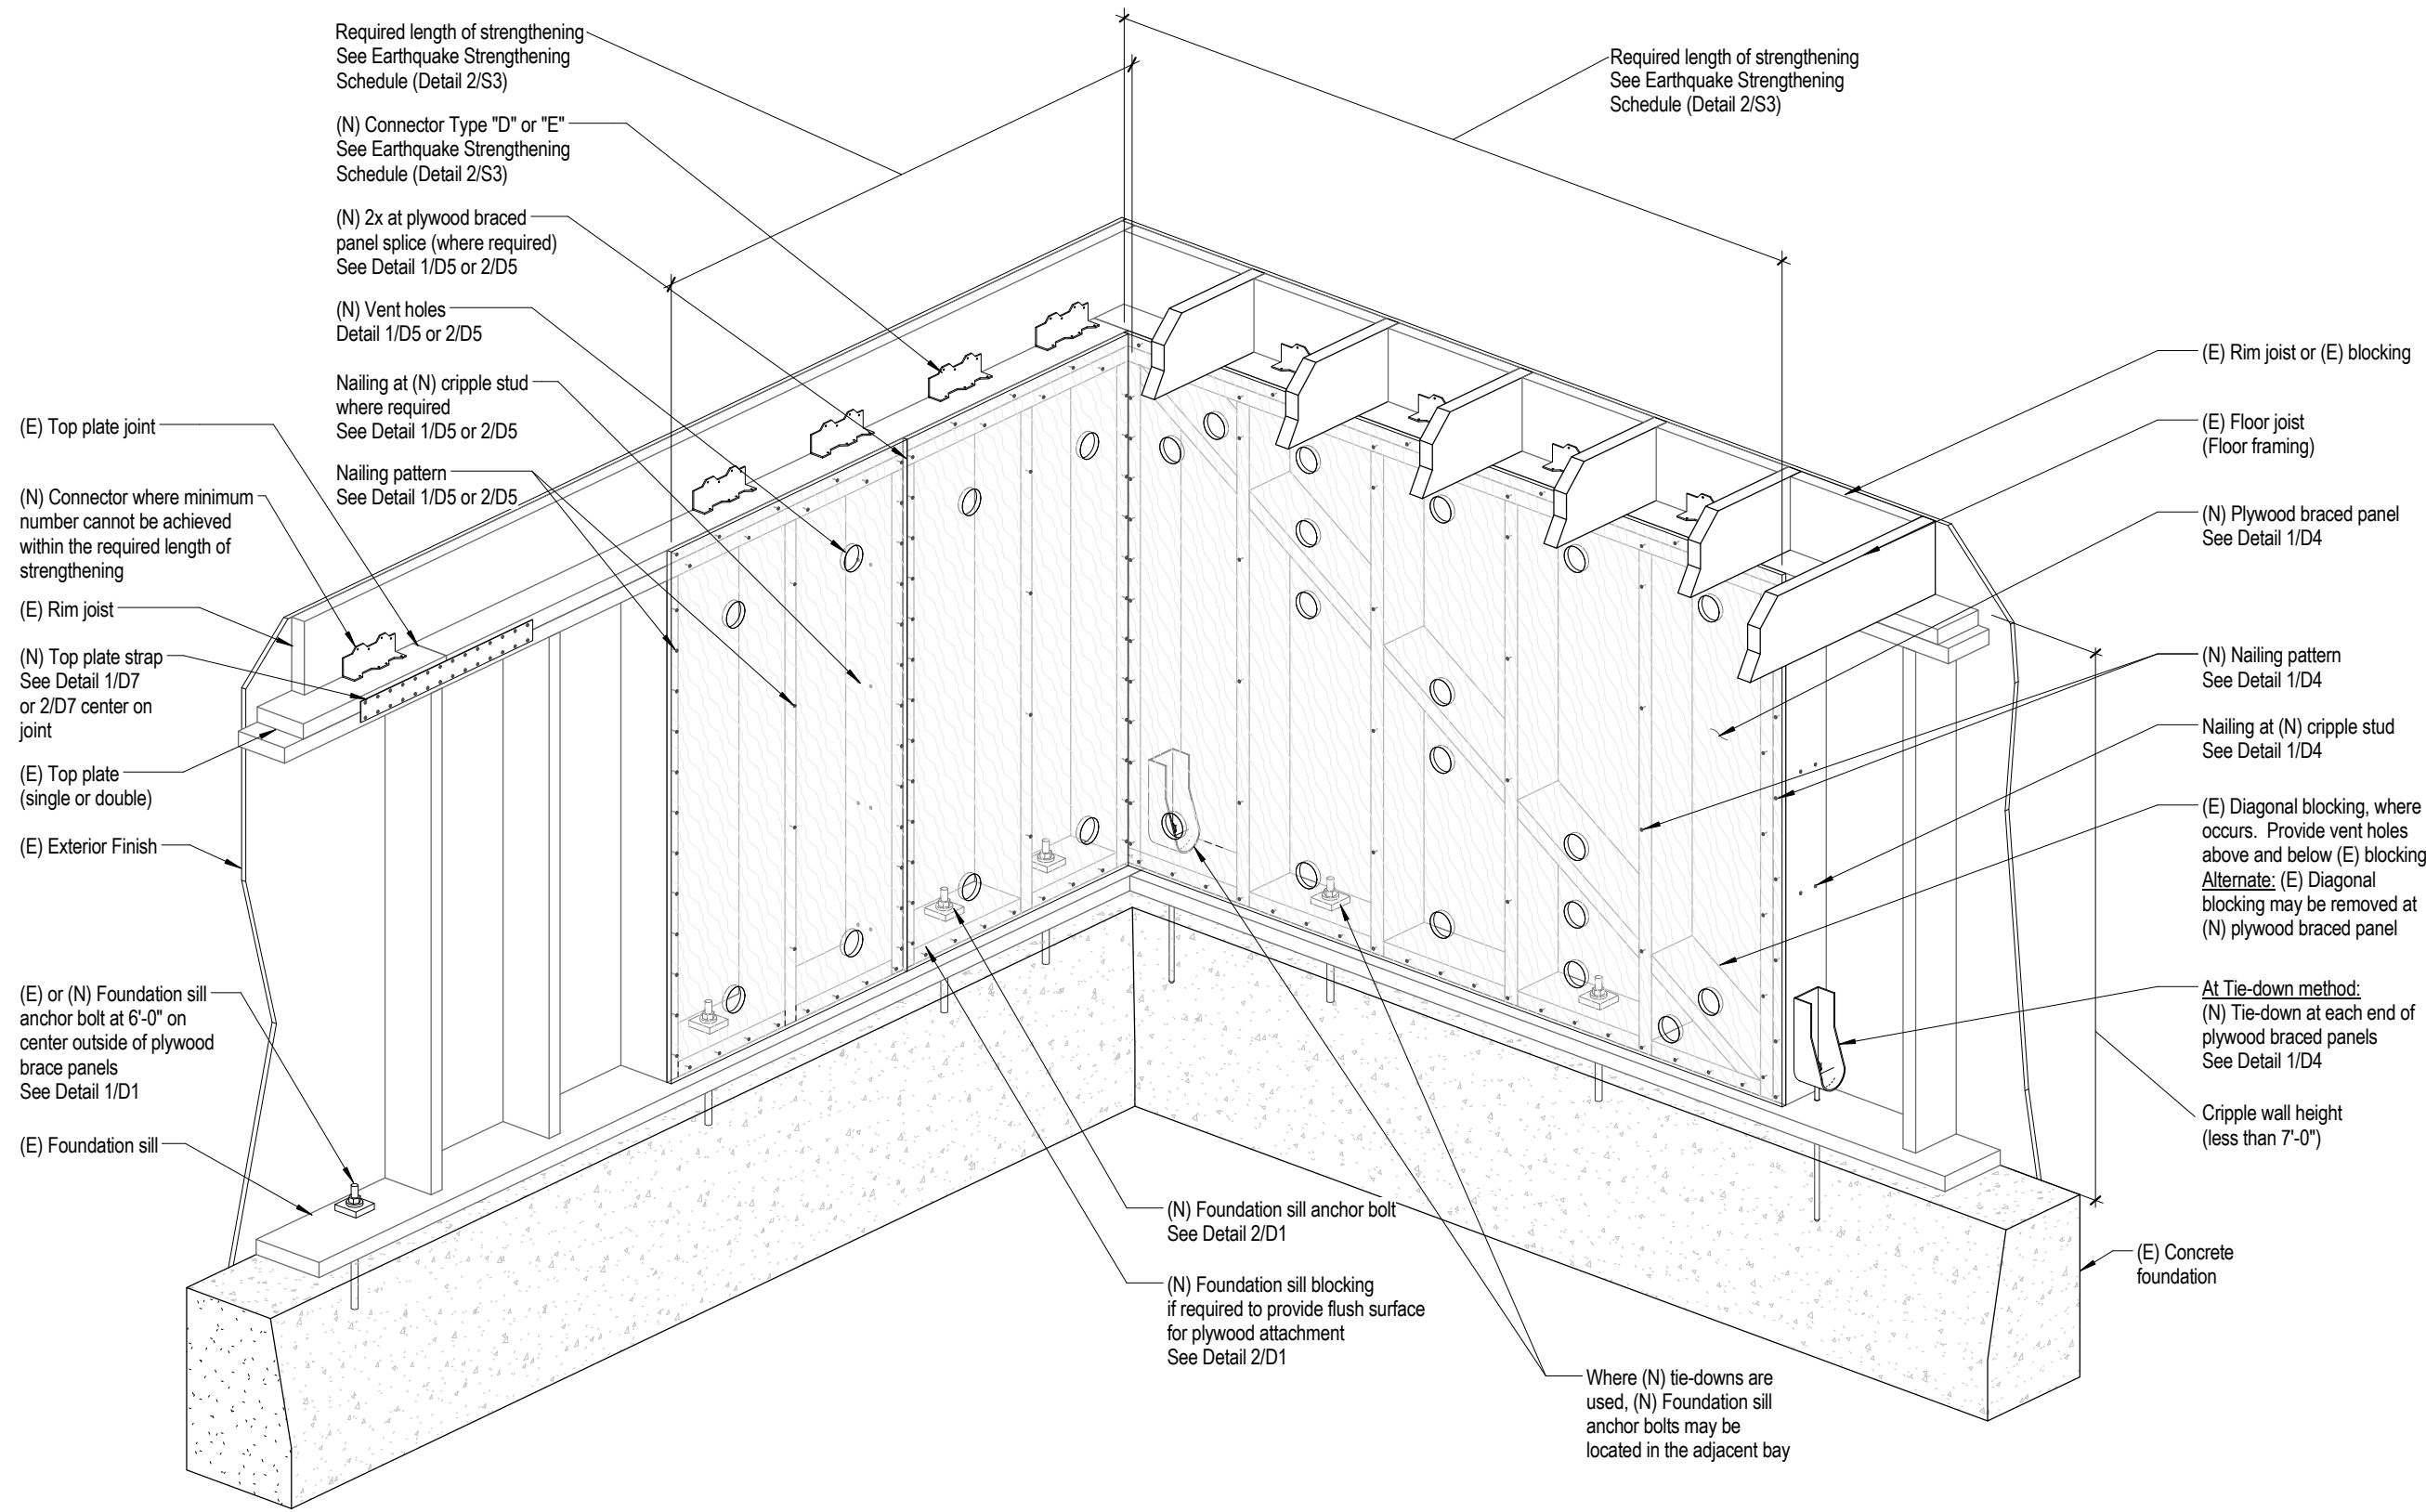 Required length of strengthening
See Earthquake Strengthening
Schedule (Detail 2/S3)
(N) Connector Type "D" or "E"
See Earthquake Strengthening
Schedule (Detail 2/S3)
(N) 2x at plywood braced
panel splice (where required)
See Detail 1/D5 or 2/D5
(N) Vent holes
Detail 1/D5 or 2/D5
Nailing at (N) cripple stud
where required
See Detail 1/D5 or 2/D5
Nailing pattern
See Detail 1/D5 or 2/D5
(E) Top plate joint
(N) Connector where minimum
number cannot be achieved
within the required length of
strengthening
(E) Rim joist
(N) Top plate strap
See Detail 1/D7
or 2/D7 center on
joint
(E) Top plate
(single or double)
(E) Exterior Finish
(E) or (N) Foundation sill
anchor bolt at 6'-0" on
center outside of plywood
brace panels
See Detail 1/D1
(E) Foundation sill
Required length of strengthening
See Earthquake Strengthening
Schedule (Detail 2/S3)
(E) Rim joist or (E) blocking
(E) Floor joist
(Floor framing)
(N) Plywood braced panel
See Detail 1/D4
(N) Nailing pattern
See Detail 1/D4
Nailing at (N) cripple stud
See Detail 1/D4
(E) Diagonal blocking, where
occurs. Provide vent holes
above and below (E) blocking
Alternate: (E) Diagonal
blocking may be removed at
(N) plywood braced panel
At Tie-down method:
(N) Tie-down at each end of
plywood braced panels
See Detail 1/D4
Cripple wall height
(less than 7'-0")
(E) Concrete
foundation
(N) Foundation sill anchor bolt
See Detail 2/D1
(N) Foundation sill blocking
if required to provide flush surface
for plywood attachment
See Detail 2/D1
Where (N) tie-downs are
used, (N) Foundation sill
anchor bolts may be
located in the adjacent bay